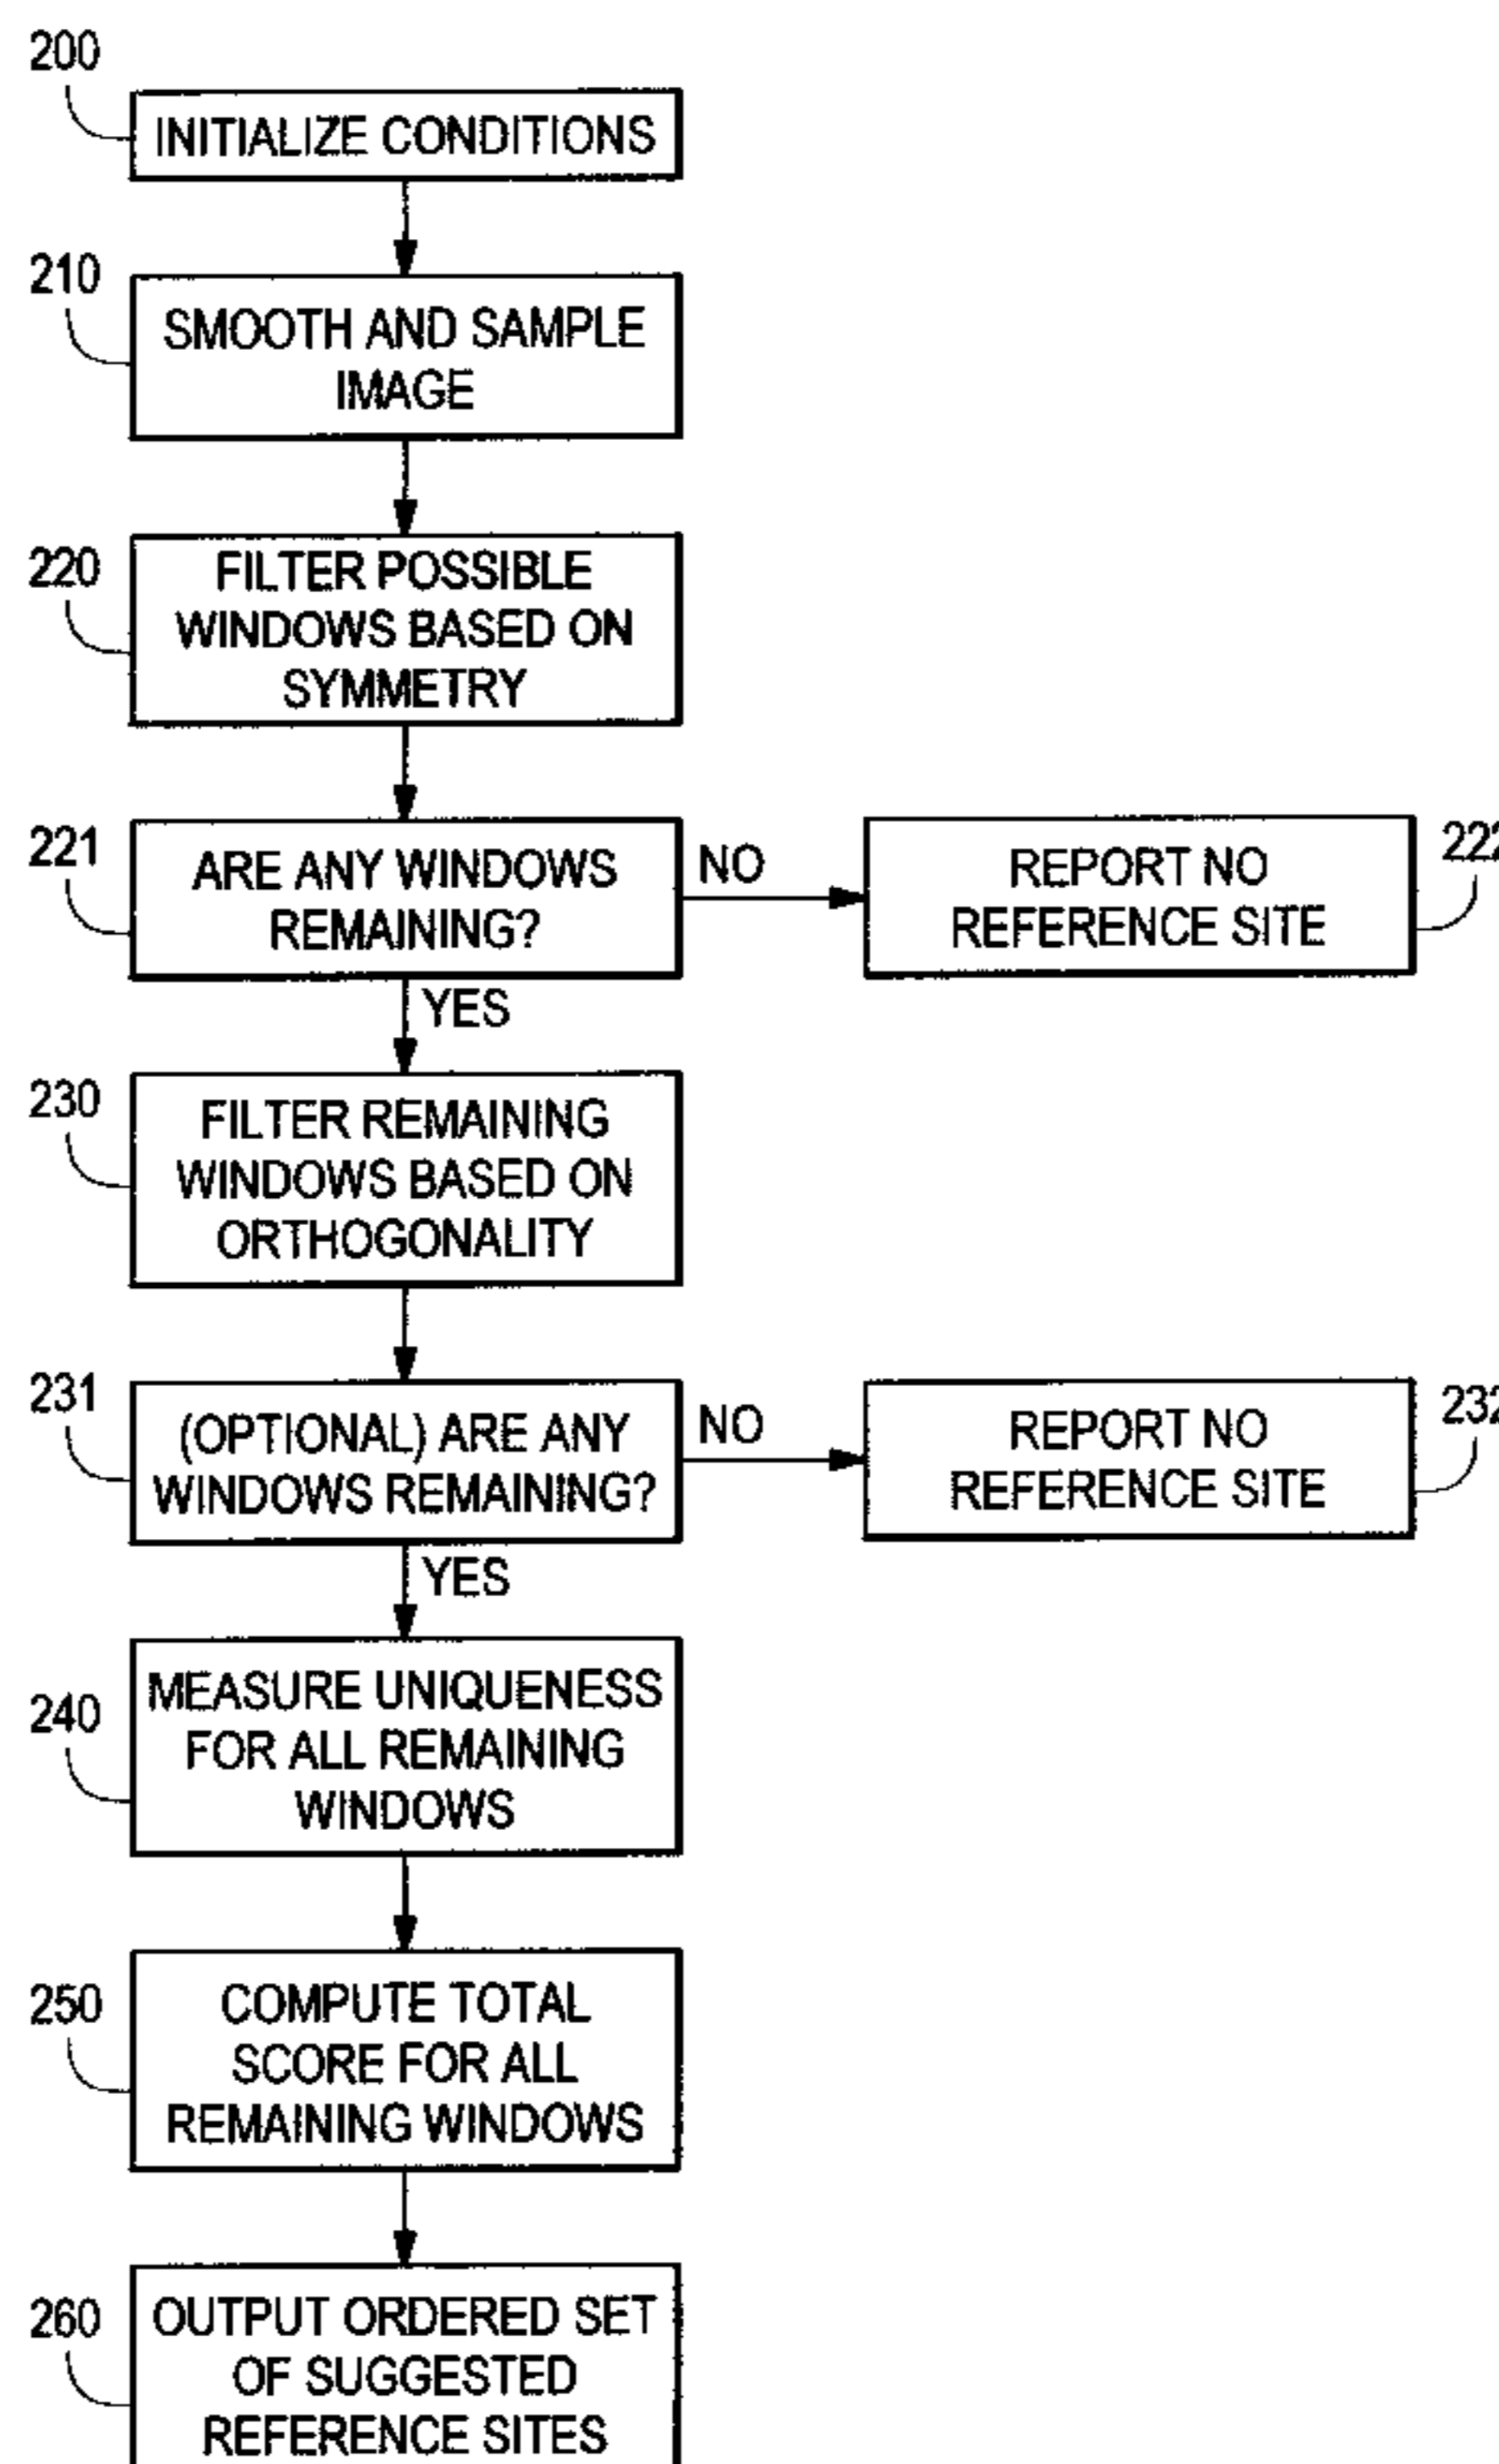 200
INITIALIZE CONDITIONS
210
SMOOTH AND SAMPLE
IMAGE
220
FILTER POSSIBLE
WINDOWS BASED ON
SYMMETRY
221
ARE ANY WINDOWS
REMAINING?
NO
REPORT NO
REFERENCE SITE
222
YES
230
FILTER REMAINING
WINDOWS BASED ON
ORTHOGONALITY
231
(OPTIONAL) ARE ANY
WINDOWS REMAINING?
NO
REPORT NO
REFERENCE SITE
232
YES
240
MEASURE UNIQUENESS
FOR ALL REMAINING
WINDOWS
250
COMPUTE TOTAL
SCORE FOR ALL
REMAINING WINDOWS
260
OUTPUT ORDERED SET
OF SUGGESTED
REFERENCE SITES